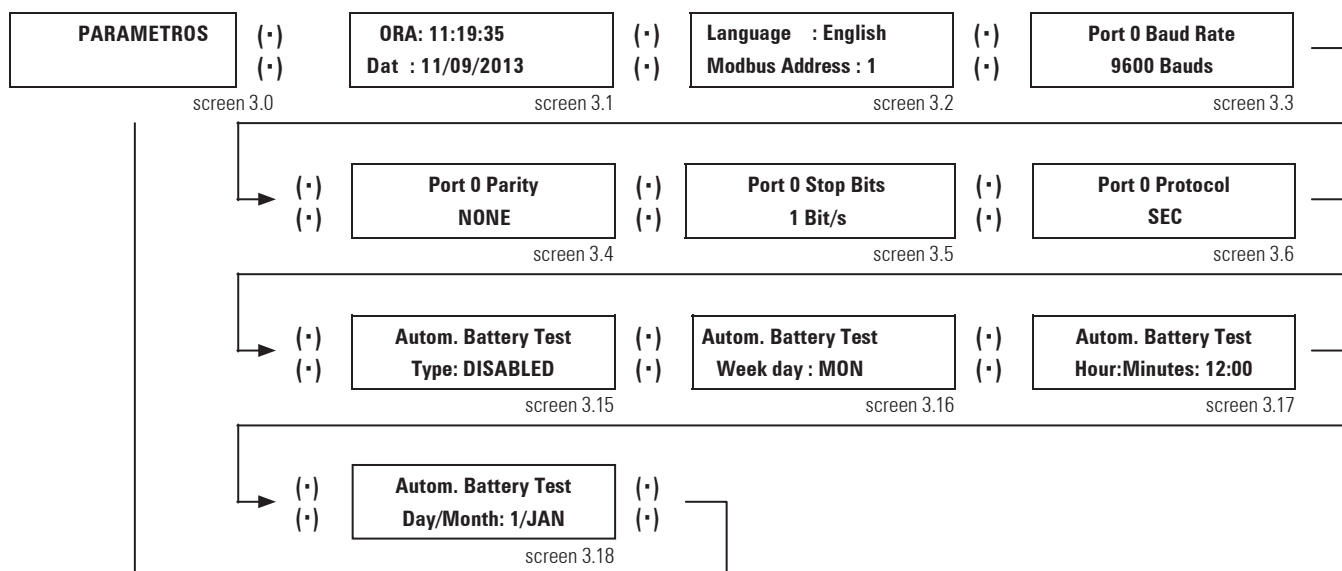 PARAMETROS
(·)
(·)
screen 3.0
ORA: 11:19:35
Dat : 11/09/2013
(·)
(·)
screen 3.1
Language : English
Modbus Address : 1
(·)
(·)
screen 3.2
Port 0 Baud Rate
9600 Bauds
screen 3.3
(·)
(·)
Port 0 Parity
NONE
(·)
(·)
screen 3.4
Port 0 Stop Bits
1 Bit/s
(·)
(·)
screen 3.5
Port 0 Protocol
SEC
screen 3.6
(·)
(·)
Autom. Battery Test
Type: DISABLED
(·)
(·)
screen 3.15
Autom. Battery Test
Week day : MON
(·)
(·)
screen 3.16
Autom. Battery Test
Hour:Minutes: 12:00
screen 3.17
(·)
(·)
Autom. Battery Test
Day/Month: 1/JAN
(·)
(·)
screen 3.18